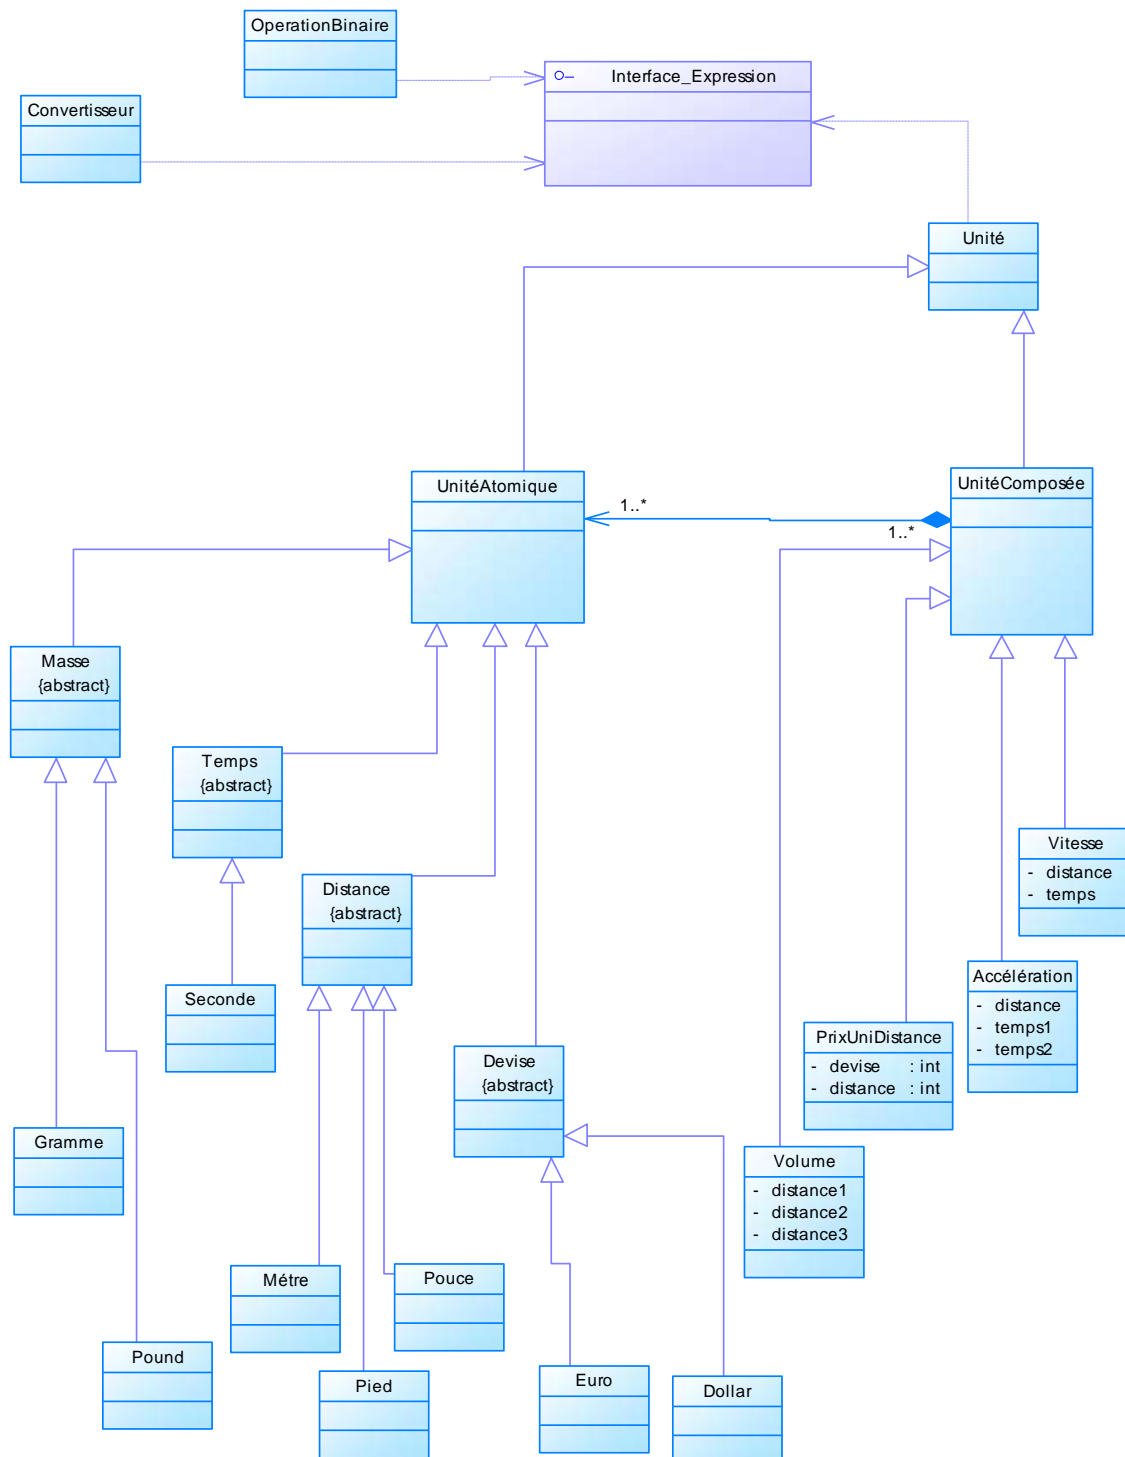 OperationBinaire
Interface_Expression
Convertisseur
Unité
UnitéAtomique
1..*
1..*
UnitéComposée
Masse
{abstract}
Temps
{abstract}
Distance
{abstract}
Vitesse
- distance
- temps
Accélération
- distance
- temps1
- temps2
Seconde
PrixUniDistance
- devise : int
- distance : int
Devise
{abstract}
Gramme
Volume
- distance1
- distance2
- distance3
Métre
Pouce
Pound
Pied
Euro
Dollar